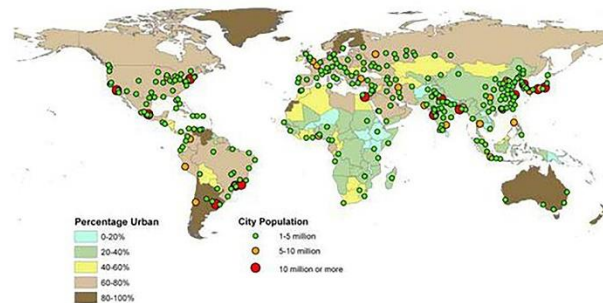 Percentage Urban
0-20%
20-40%
40-60%
60-80%
80-100%
City Population
1-5 million
5-10 million
10 million or more